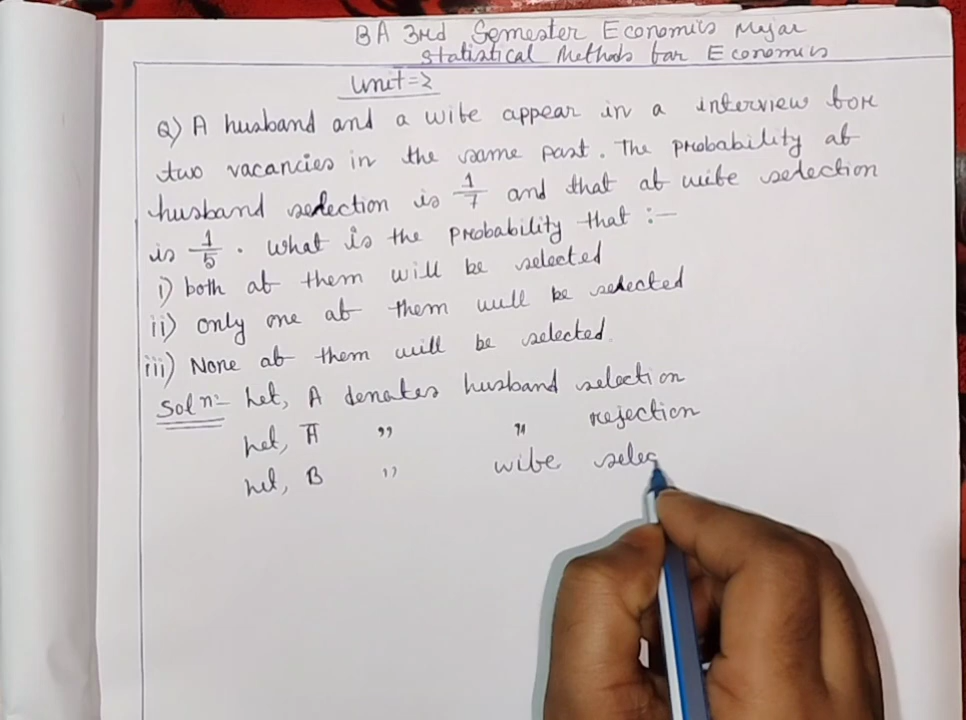 BA 3rd Semester Economics Major
Statistical Methods for Economics
Unit=2
Q) A husband and a wife appear in a interview for
two vacancies in the same post. The probability of
husband selection is 1/7 and that of wife selection
is 1/5. What is the probability that :-
i) both of them will be selected
ii) only one of them will be selected
iii) None of them will be selected.
Sol n:- Let, A denotes husband selection
Let, Ā " " rejection
Let, B " wife selec